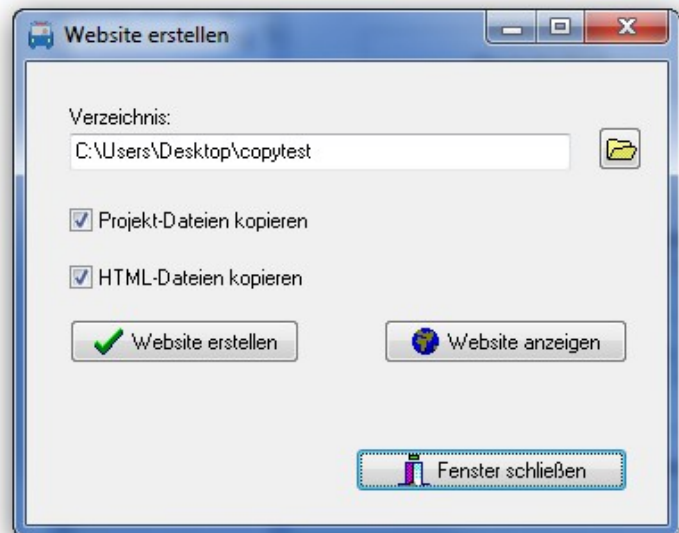 Website erstellen
Verzeichnis:
C:\Users\Desktop\copytest
Projekt-Dateien kopieren
HTML-Dateien kopieren
Website erstellen
Website anzeigen
Fenster schließen